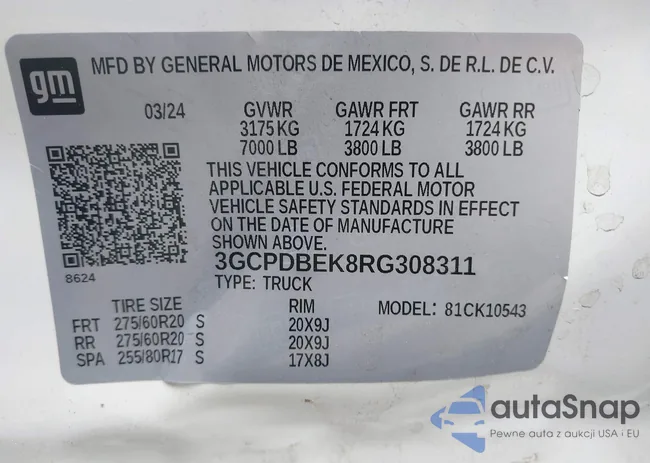 gm
MFD BY GENERAL MOTORS DE MEXICO, S. DE R.L. DE C.V.
03/24 GVWR GAWR FRT GAWR RR
3175 KG 1724 KG 1724 KG
7000 LB 3800 LB 3800 LB
THIS VEHICLE CONFORMS TO ALL
APPLICABLE U.S. FEDERAL MOTOR
VEHICLE SAFETY STANDARDS IN EFFECT
ON THE DATE OF MANUFACTURE
SHOWN ABOVE.
3GCPDBEK8RG308311
8624
TYPE: TRUCK
TIRE SIZE RIM MODEL: 81CK10543
FRT 275/60R20 S 20X9J
RR 275/60R20 S 20X9J
SPA 255/80R17 S 17X8J
autaSnap
Pewne auta z aukcji USA i EU